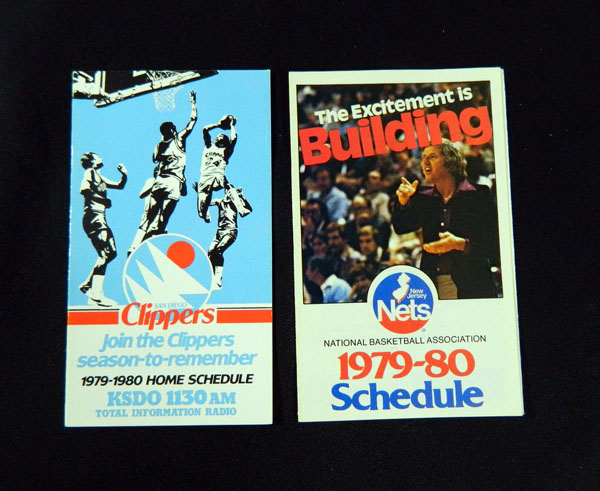 SAN DIEGO
Clippers
Join the Clippers
season-to-remember
1979-1980 HOME SCHEDULE
KSDO 1130 AM
TOTAL INFORMATION RADIO
The Excitement is
Building
New
Jersey
Nets
NATIONAL BASKETBALL ASSOCIATION
1979-80
Schedule